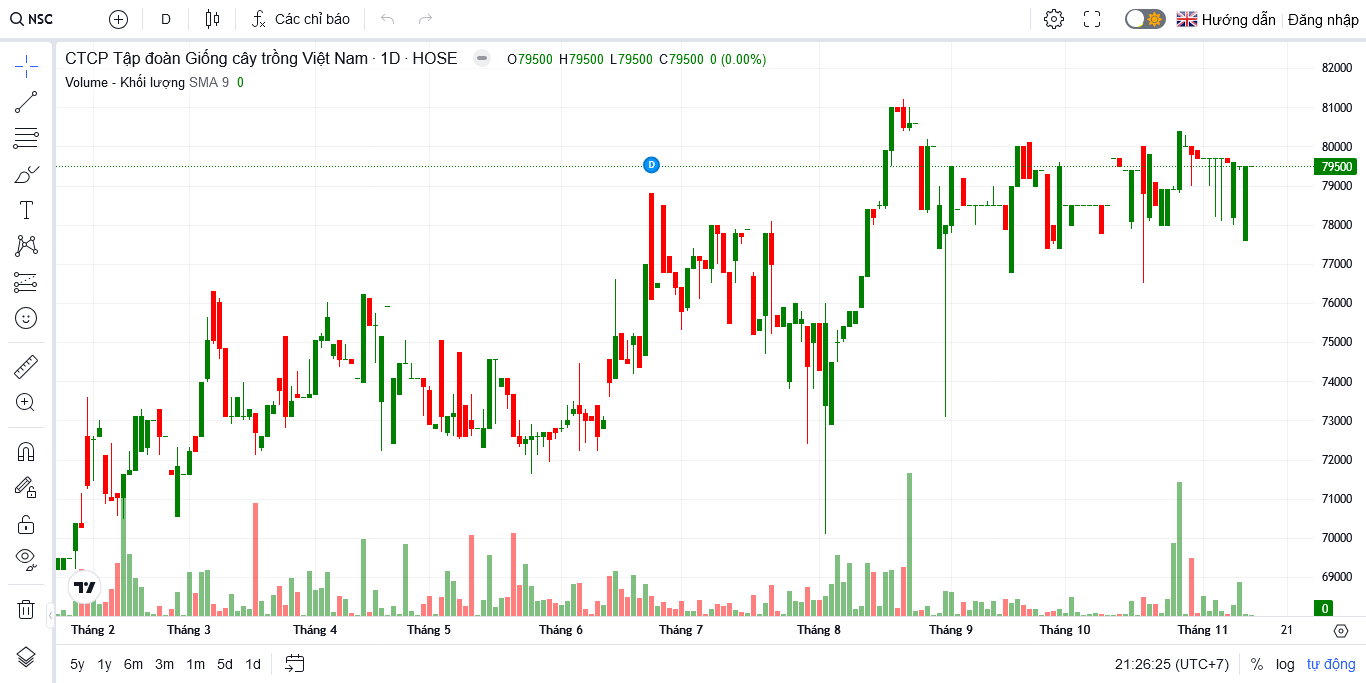 NSC D Các chỉ báo Hướng dẫn Đăng nhập
CTCP Tập đoàn Giống cây trồng Việt Nam · 1D · HOSE O79500 H79500 L79500 C79500 0 (0.00%)
Volume - Khối lượng SMA 9 0
82000
81000
80000
79500
79000
78000
77000
76000
75000
74000
73000
72000
71000
70000
69000
0
D
Tháng 2 Tháng 3 Tháng 4 Tháng 5 Tháng 6 Tháng 7 Tháng 8 Tháng 9 Tháng 10 Tháng 11 21
5y 1y 6m 3m 1m 5d 1d 21:26:25 (UTC+7) % log tự động